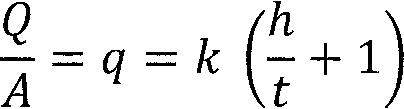 Q/A = q = k (h/t + 1)